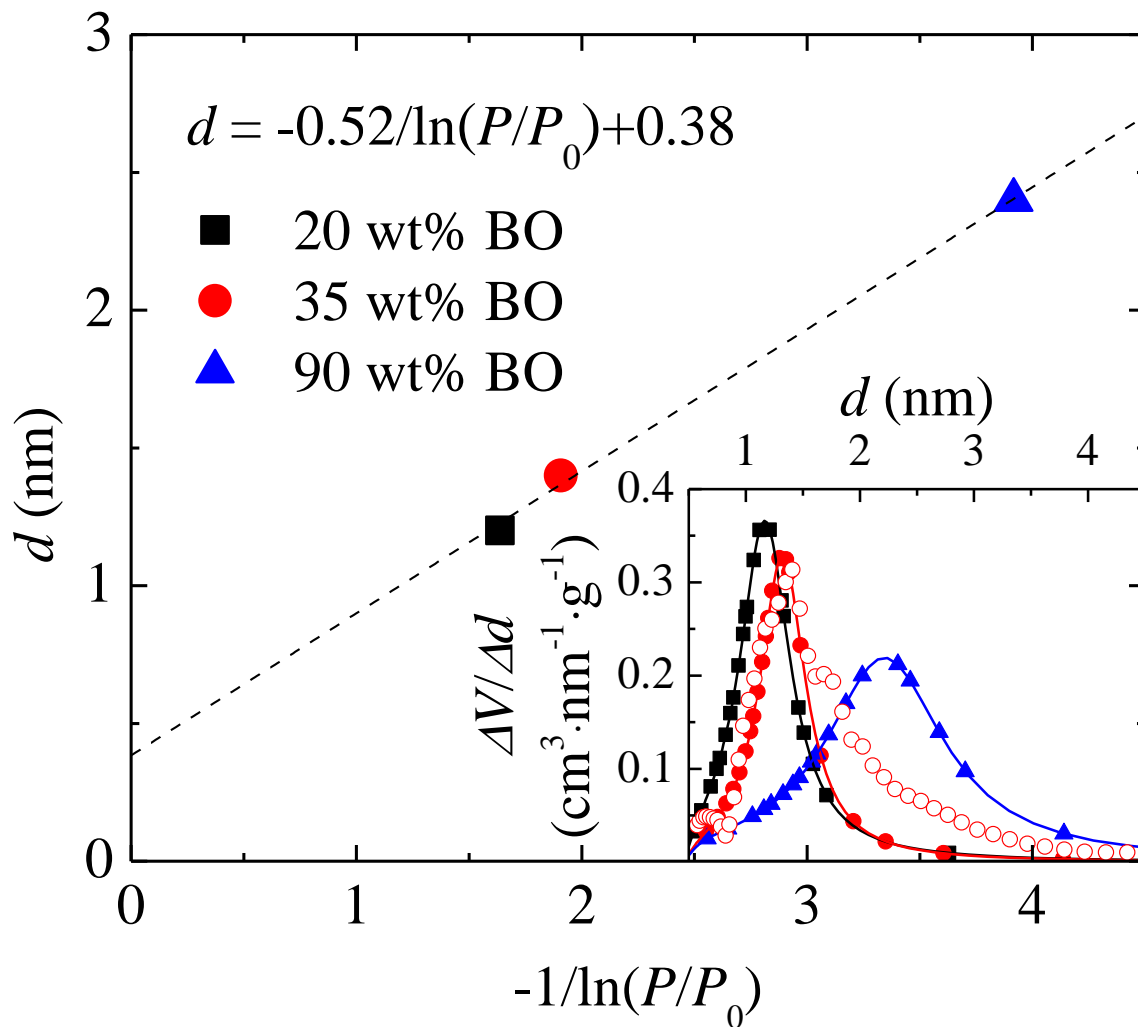 3
d = -0.52/ln(P/P₀)+0.38
20 wt% BO
35 wt% BO
90 wt% BO
2
d (nm)
1
0
0 1 2 3 4
-1/ln(P/P₀)
d (nm)
1 2 3 4
0.4
0.3
0.2
0.1
ΔV/Δd
(cm³·nm⁻¹·g⁻¹)